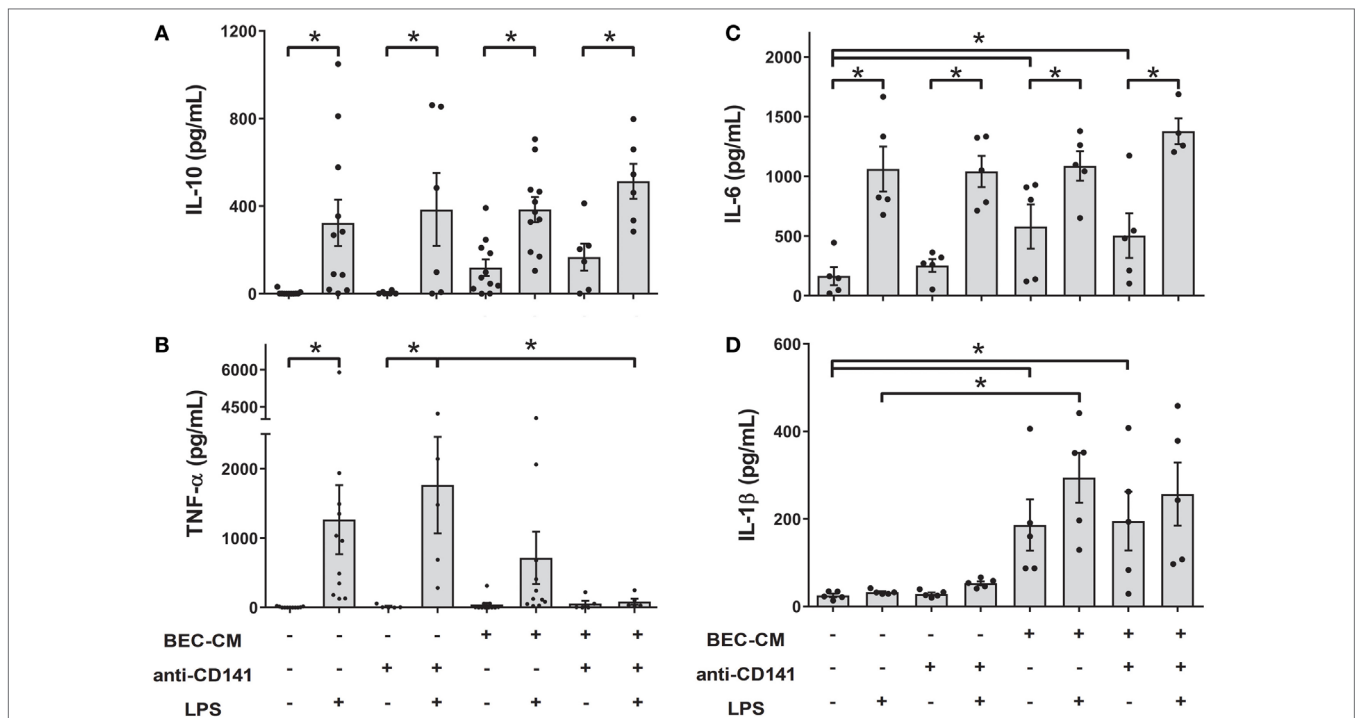 A
IL-10 (pg/mL)
1200
800
400
0
* * * *
B
TNF-α (pg/mL)
6000
4500
2000
1000
0
* * *
BEC-CM - - - - + + + +
anti-CD141 - - + + - - + +
LPS - + - + - + - +
C
IL-6 (pg/mL)
2000
1500
1000
500
0
*
* * * *
D
IL-1β (pg/mL)
600
400
200
0
*
*
BEC-CM - - - - + + + +
anti-CD141 - - + + - - + +
LPS - + - + - + - +